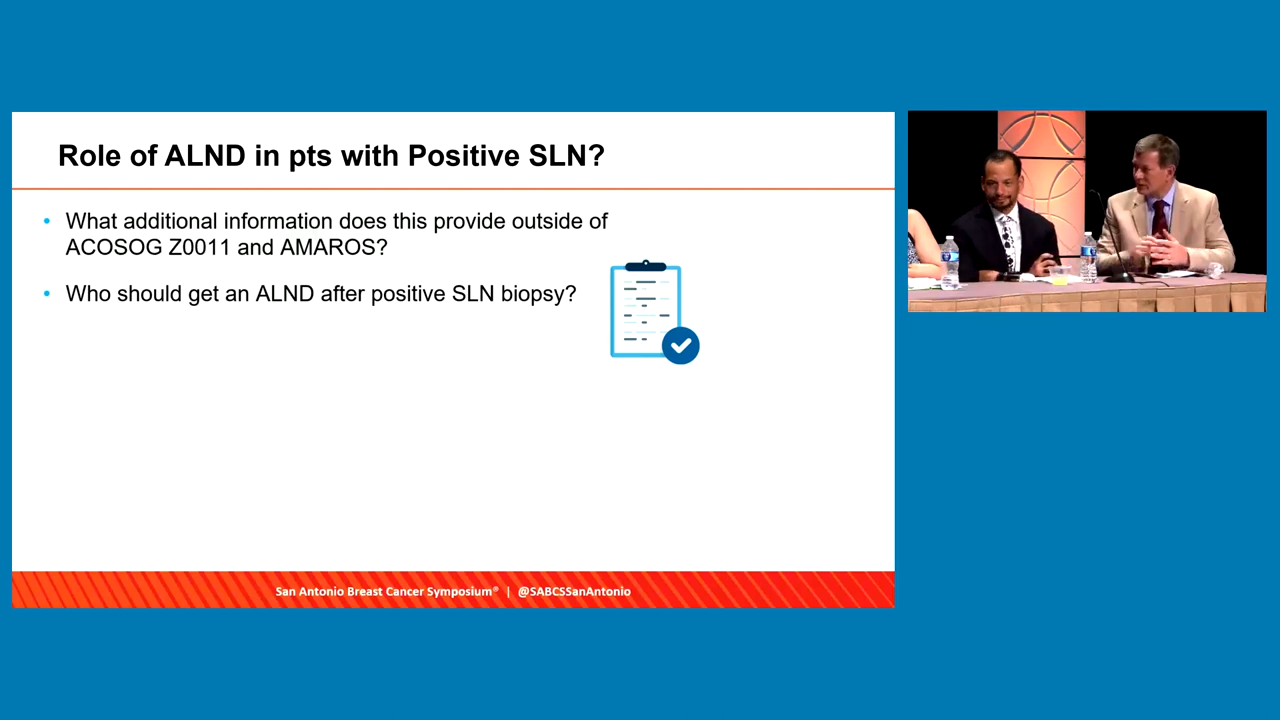 Role of ALND in pts with Positive SLN?
• What additional information does this provide outside of
ACOSOG Z0011 and AMAROS?
• Who should get an ALND after positive SLN biopsy?
San Antonio Breast Cancer Symposium® | @SABCSSanAntonio